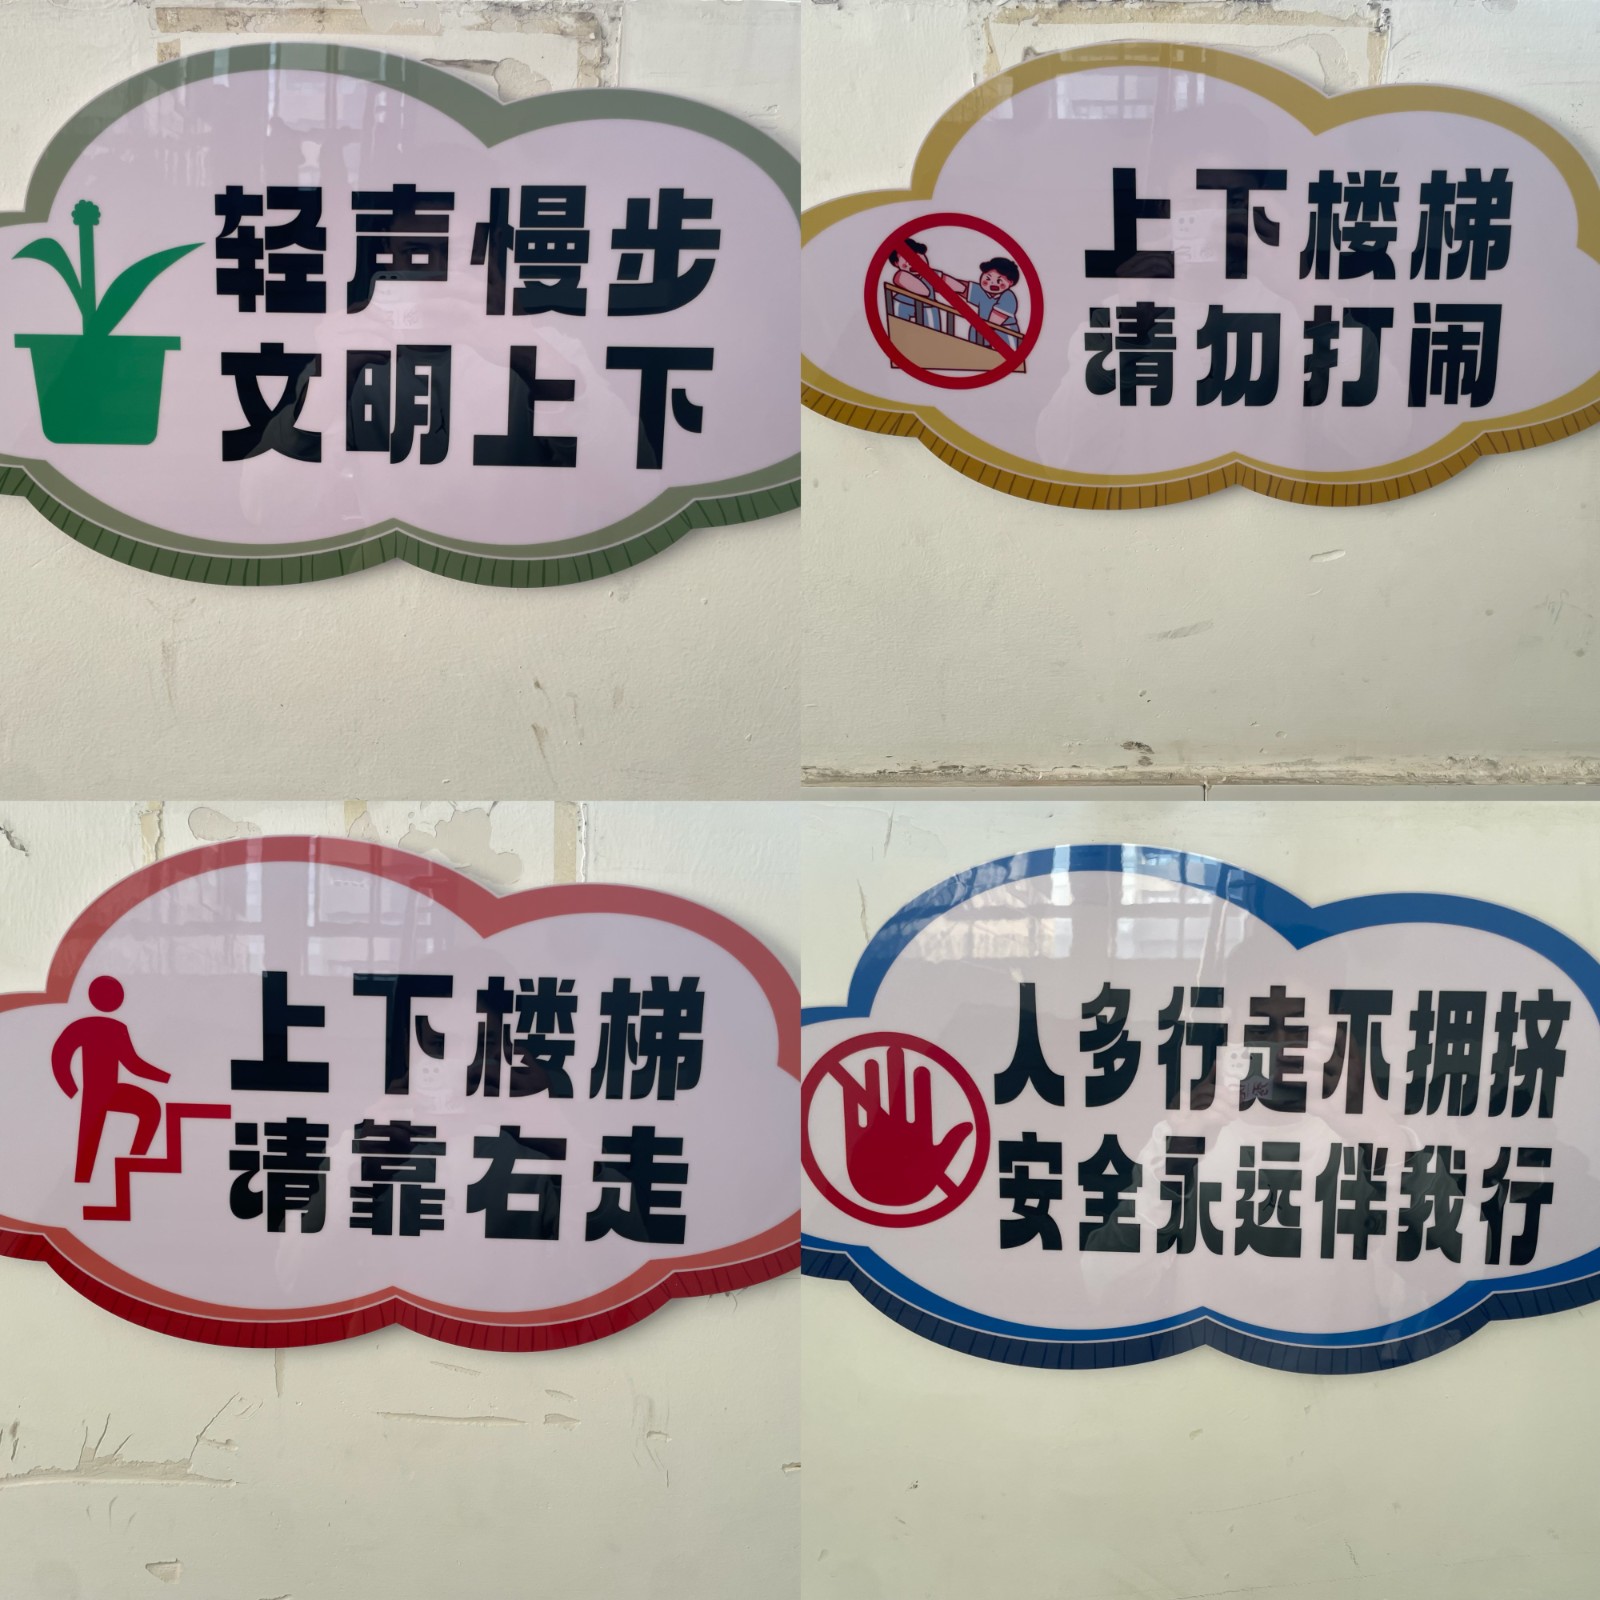 轻声慢步
文明上下
上下楼梯
请勿打闹
上下楼梯
请靠右走
人多行走不拥挤
安全永远伴我行